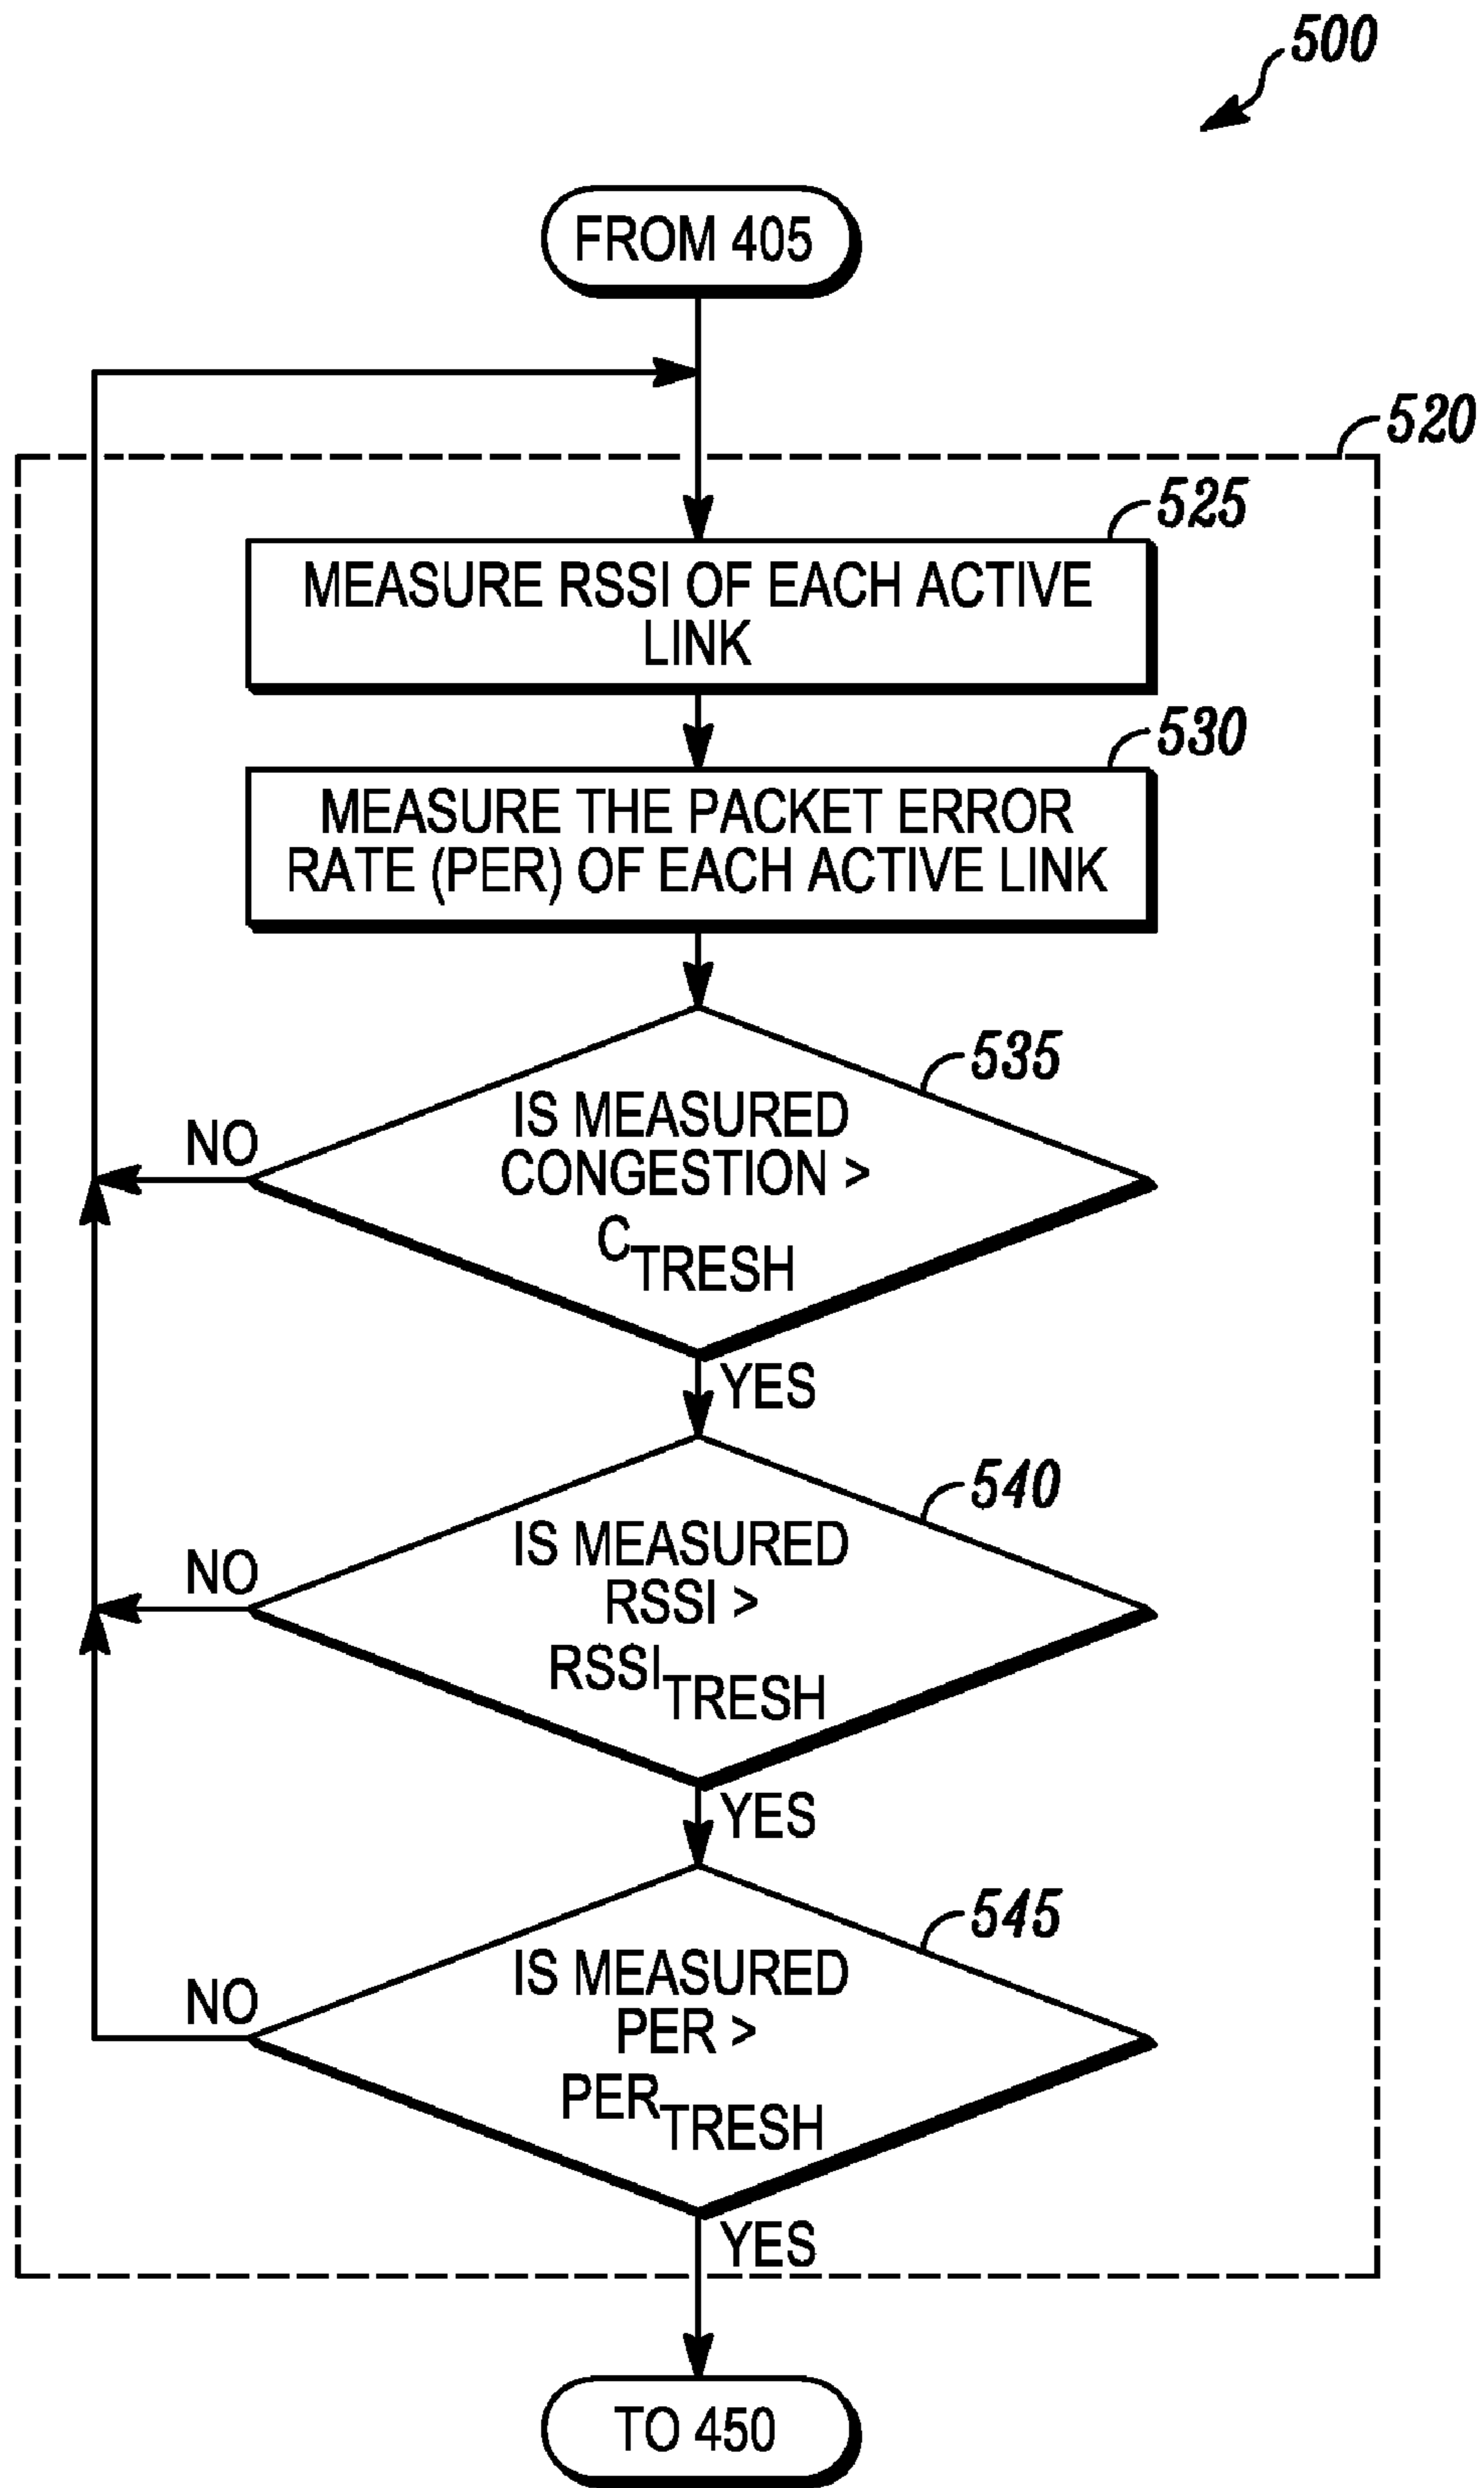 500
FROM 405
520
525
MEASURE RSSI OF EACH ACTIVE
LINK
530
MEASURE THE PACKET ERROR
RATE (PER) OF EACH ACTIVE LINK
535
IS MEASURED
CONGESTION >
CTRESH
NO
YES
540
IS MEASURED
RSSI >
RSSITRESH
NO
YES
545
IS MEASURED
PER >
PERTRESH
NO
YES
TO 450